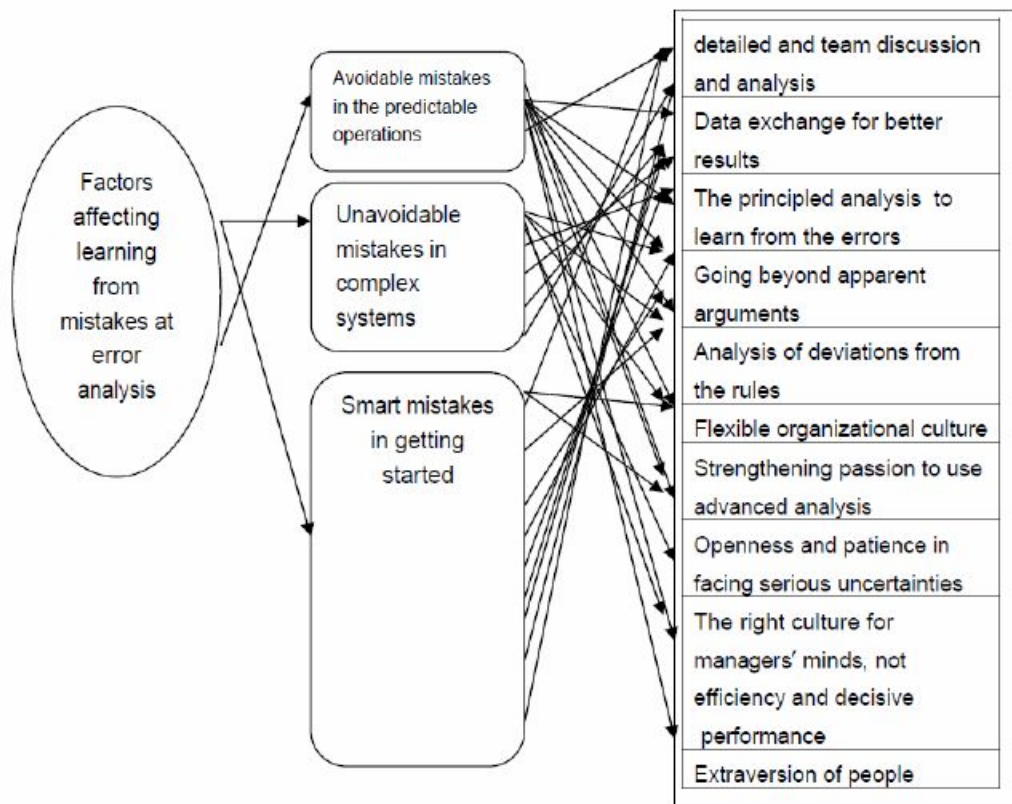 Factors
affecting
learning
from
mistakes at
error
analysis
Avoidable mistakes
in the predictable
operations
Unavoidable
mistakes in
complex
systems
Smart mistakes
in getting
started
detailed and team discussion
and analysis
Data exchange for better
results
The principled analysis to
learn from the errors
Going beyond apparent
arguments
Analysis of deviations from
the rules
Flexible organizational culture
Strengthening passion to use
advanced analysis
Openness and patience in
facing serious uncertainties
The right culture for
managers' minds, not
efficiency and decisive
performance
Extraversion of people